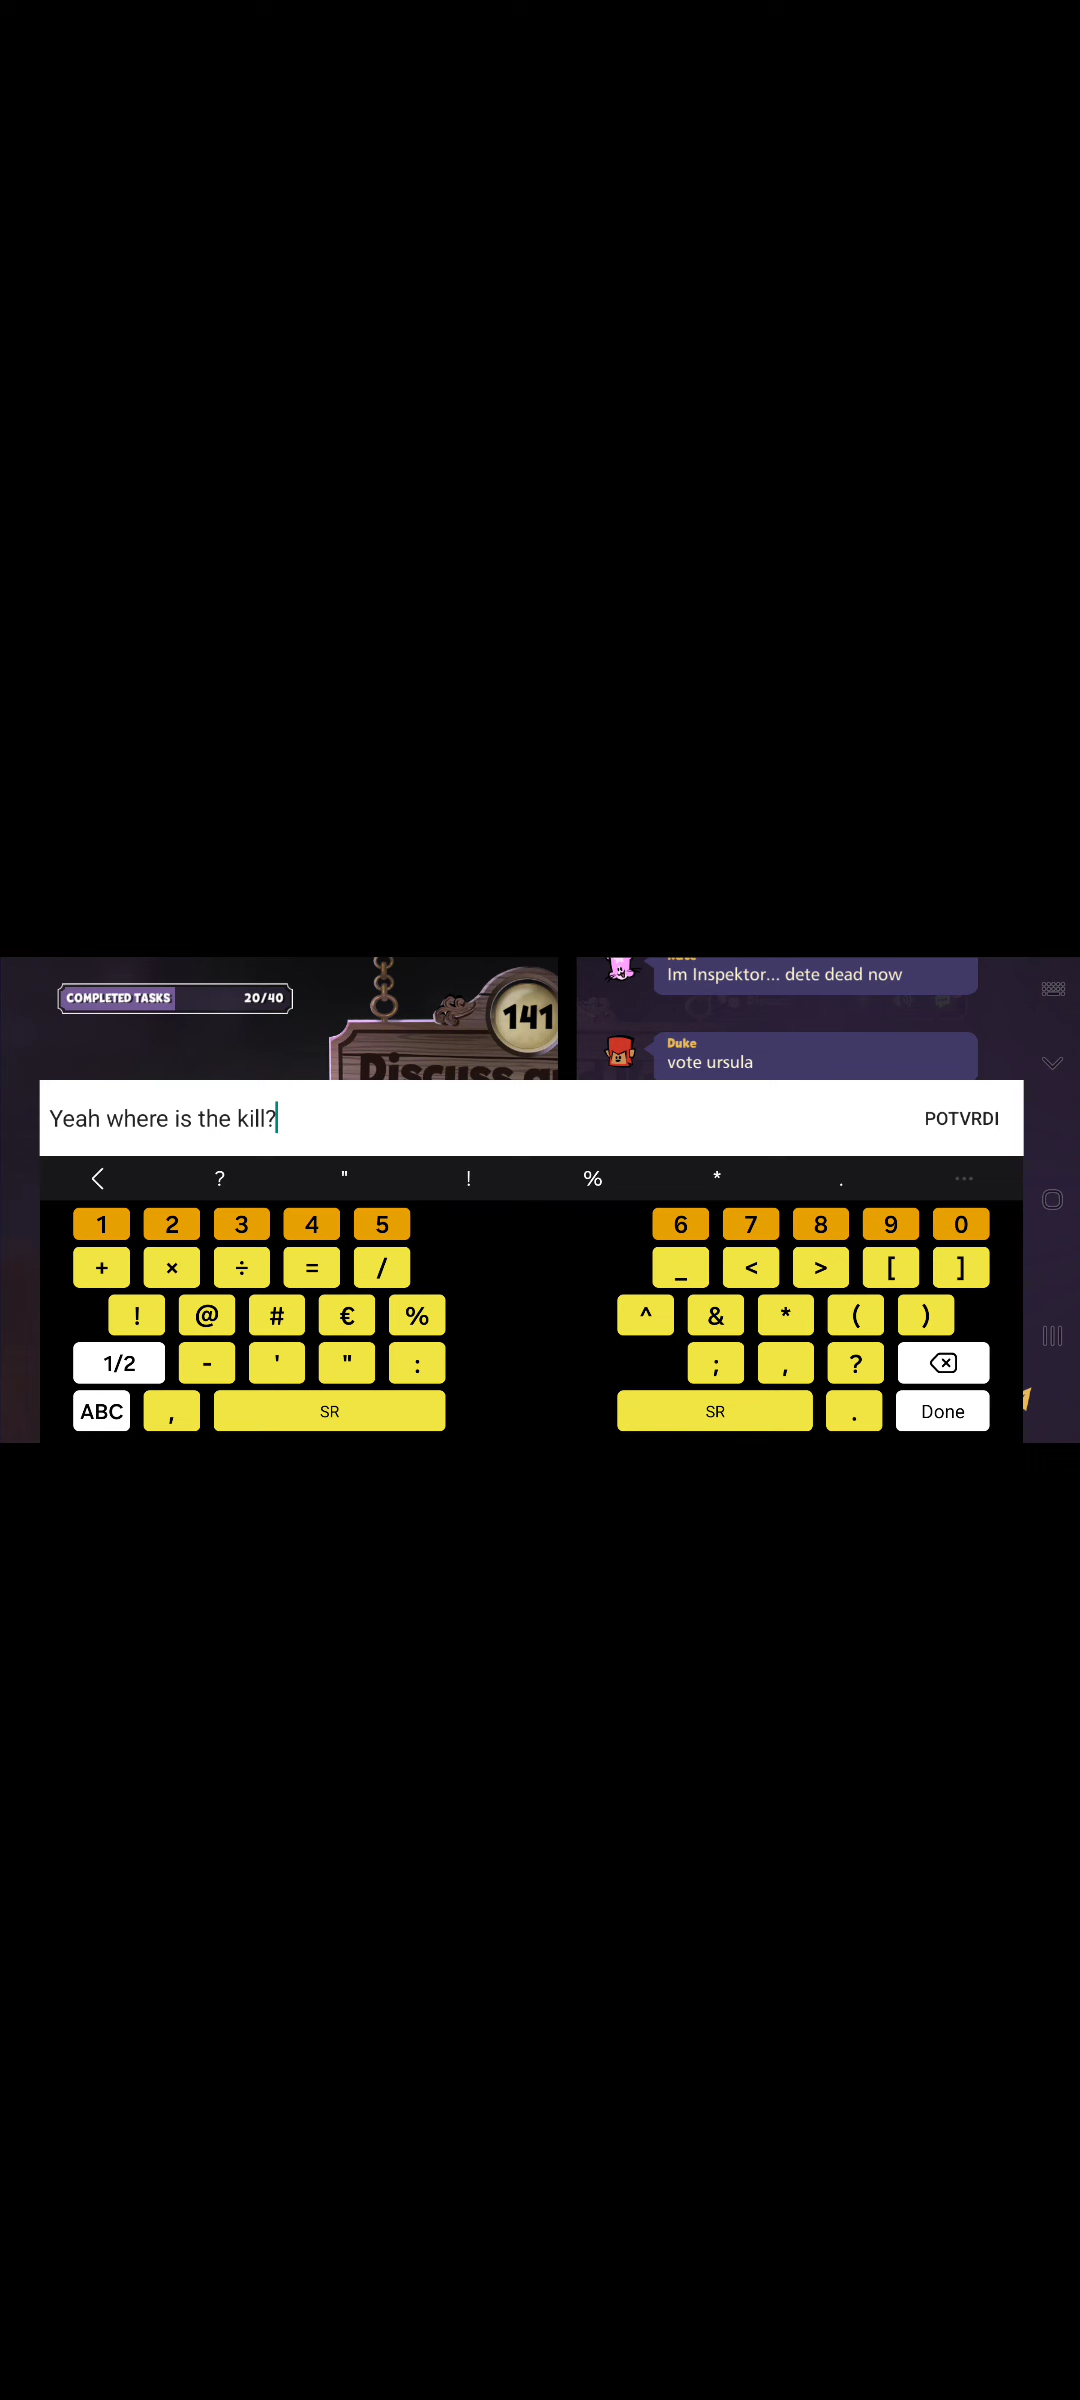 COMPLETED TASKS 20/40
141
Discuss
Im Inspektor... dete dead now
Duke
vote ursula
Yeah where is the kill?
POTVRDI
? " ! % * . ...
1 2 3 4 5 6 7 8 9 0
+ × ÷ = / _ < > [ ]
! @ # € % ^ & * ( )
1/2 - ' " : ; , ?
ABC , SR SR . Done